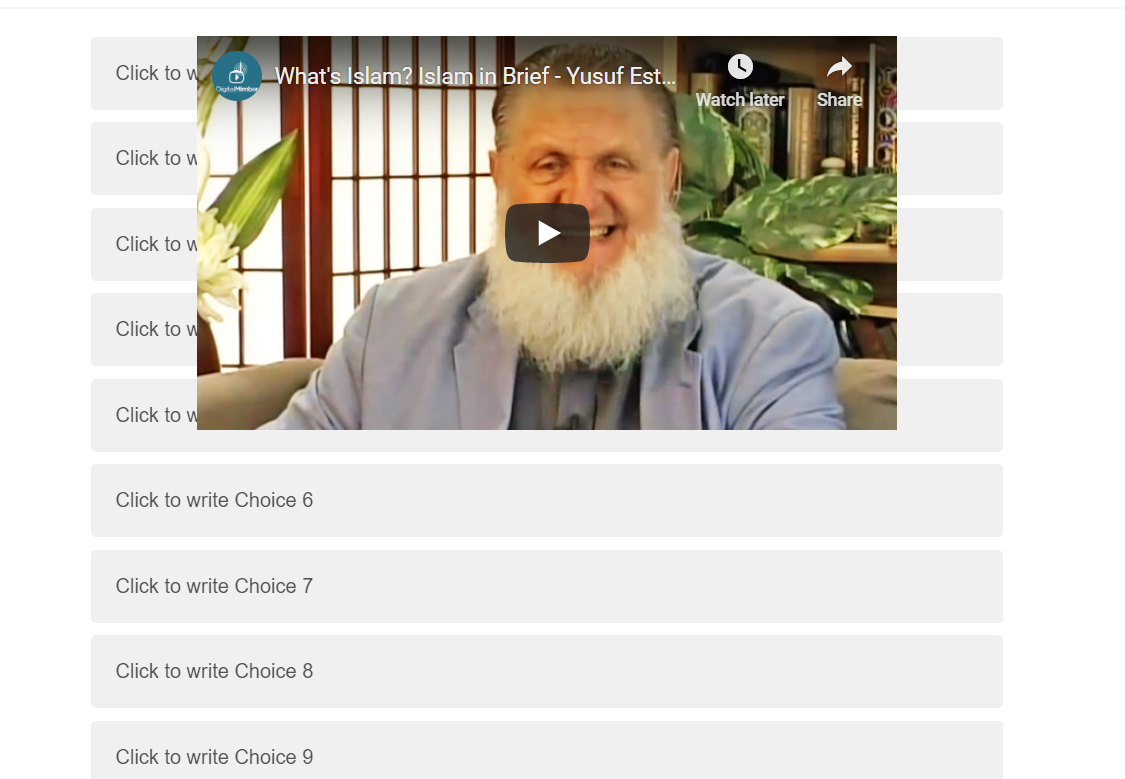 Click to w
What's Islam? Islam in Brief - Yusuf Est...
Watch later
Share
DigitalMimbar
Click to w
Click to w
Click to w
Click to w
Click to write Choice 6
Click to write Choice 7
Click to write Choice 8
Click to write Choice 9